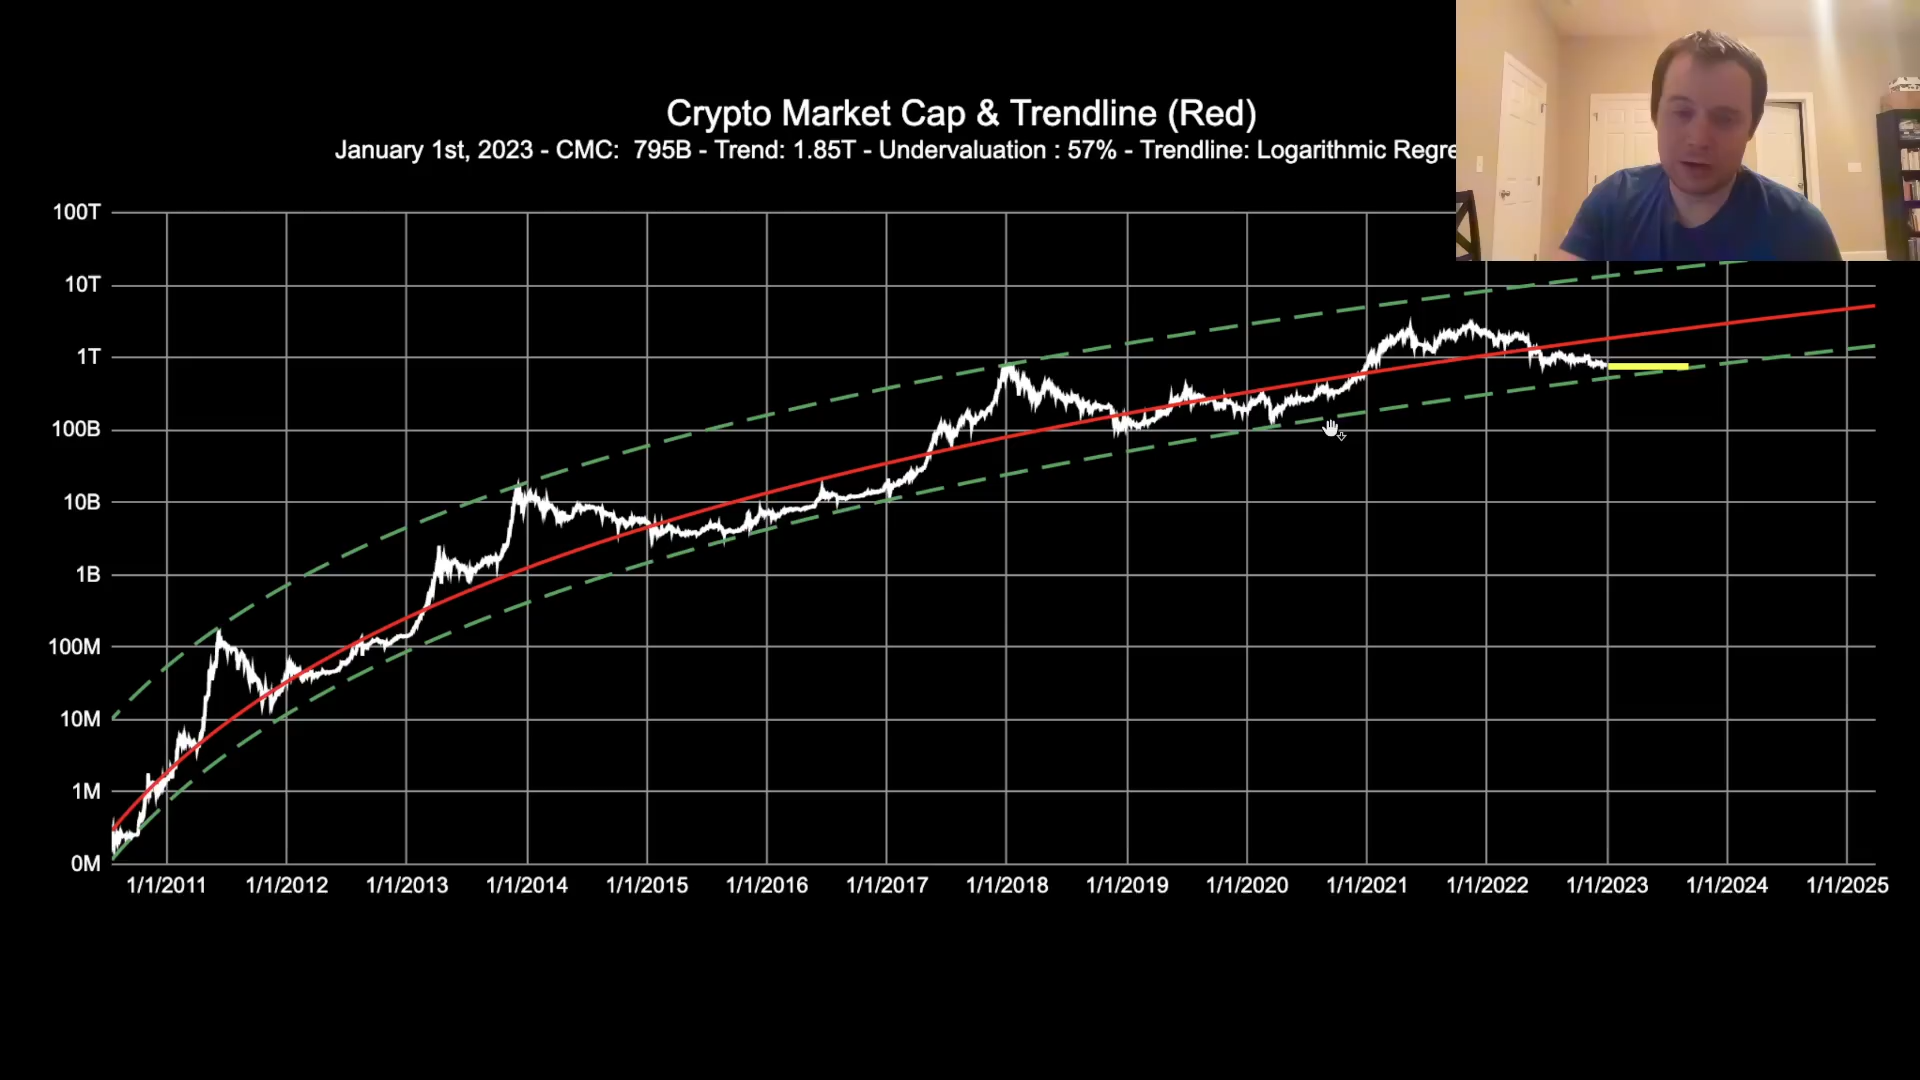 Crypto Market Cap & Trendline (Red)
January 1st, 2023 - CMC: 795B - Trend: 1.85T - Undervaluation : 57% - Trendline: Logarithmic Regre
100T
10T
1T
100B
10B
1B
100M
10M
1M
0M
1/1/2011 1/1/2012 1/1/2013 1/1/2014 1/1/2015 1/1/2016 1/1/2017 1/1/2018 1/1/2019 1/1/2020 1/1/2021 1/1/2022 1/1/2023 1/1/2024 1/1/2025